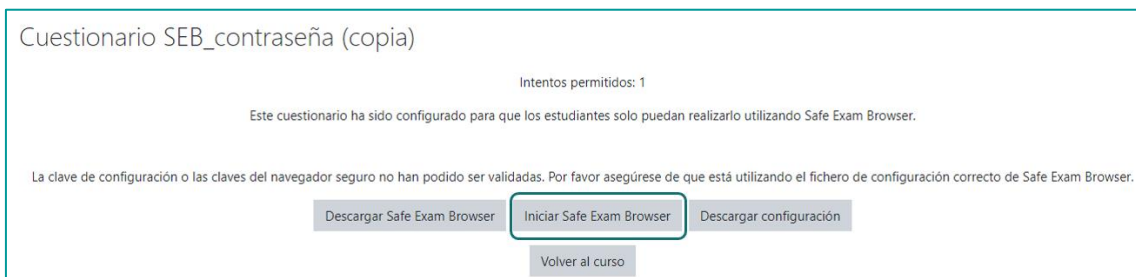 Cuestionario SEB_contraseña (copia)
Intentos permitidos: 1
Este cuestionario ha sido configurado para que los estudiantes solo puedan realizarlo utilizando Safe Exam Browser.
La clave de configuración o las claves del navegador seguro no han podido ser validadas. Por favor asegúrese de que está utilizando el fichero de configuración correcto de Safe Exam Browser.
Descargar Safe Exam Browser Iniciar Safe Exam Browser Descargar configuración
Volver al curso